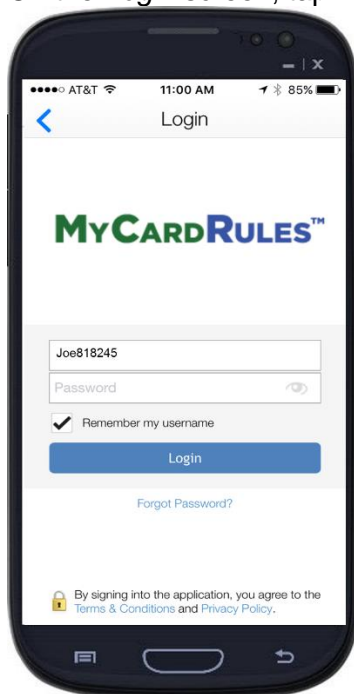 AT&T 11:00 AM 85%
Login
MYCARDRULES™
Joe818245
Password
Remember my username
Login
Forgot Password?
By signing into the application, you agree to the
Terms & Conditions and Privacy Policy.